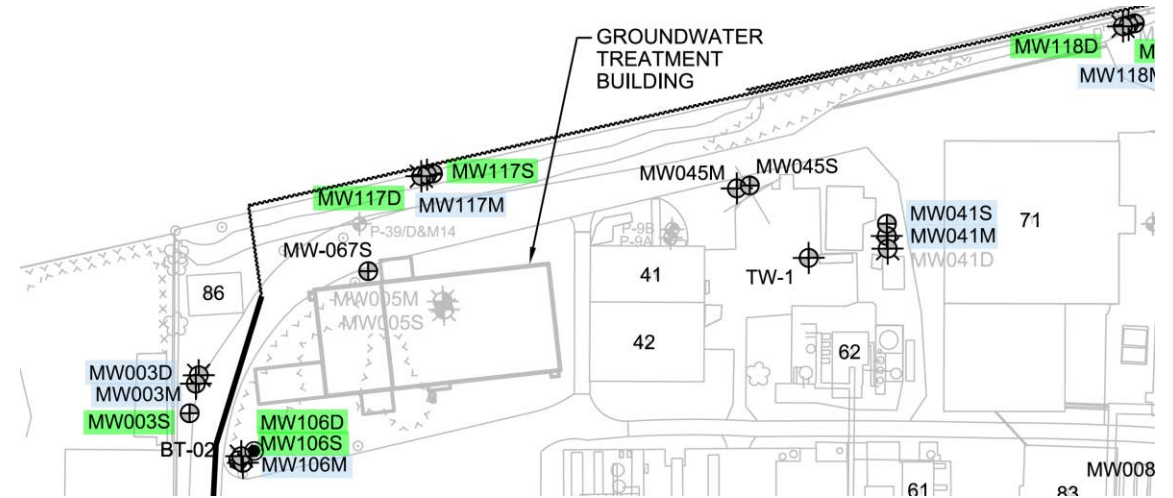 GROUNDWATER
TREATMENT
BUILDING
MW118D
MW118M
MW117S
MW117D
MW117M
MW045M
MW045S
MW041S
MW041M
MW041D
71
P-39/D&M14
P-9B
P-9A
MW-067S
TW-1
41
86
MW005M
MW005S
42
62
MW003D
MW003M
MW003S
MW106D
MW106S
MW106M
BT-02
MW008
61
83